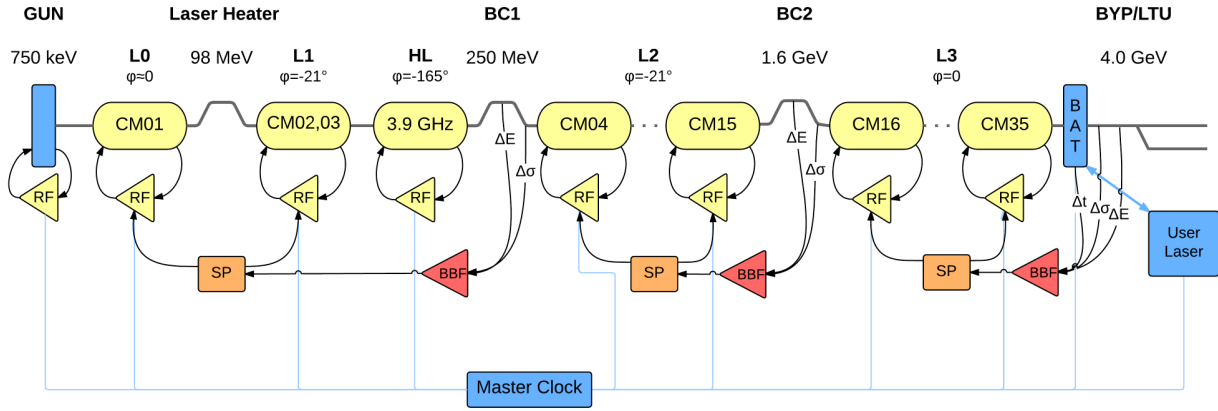 GUN
Laser Heater
BC1
BC2
BYP/LTU
750 keV
L0
φ≈0
98 MeV
L1
φ=-21°
HL
φ=-165°
250 MeV
L2
φ=-21°
1.6 GeV
L3
φ=0
4.0 GeV
CM01
CM02,03
3.9 GHz
CM04
CM15
CM16
CM35
B
A
T
ΔE
Δσ
ΔE
Δσ
RF
RF
RF
RF
RF
RF
RF
RF
Δt
Δσ
ΔE
User
Laser
SP
BBF
SP
BBF
SP
BBF
Master Clock